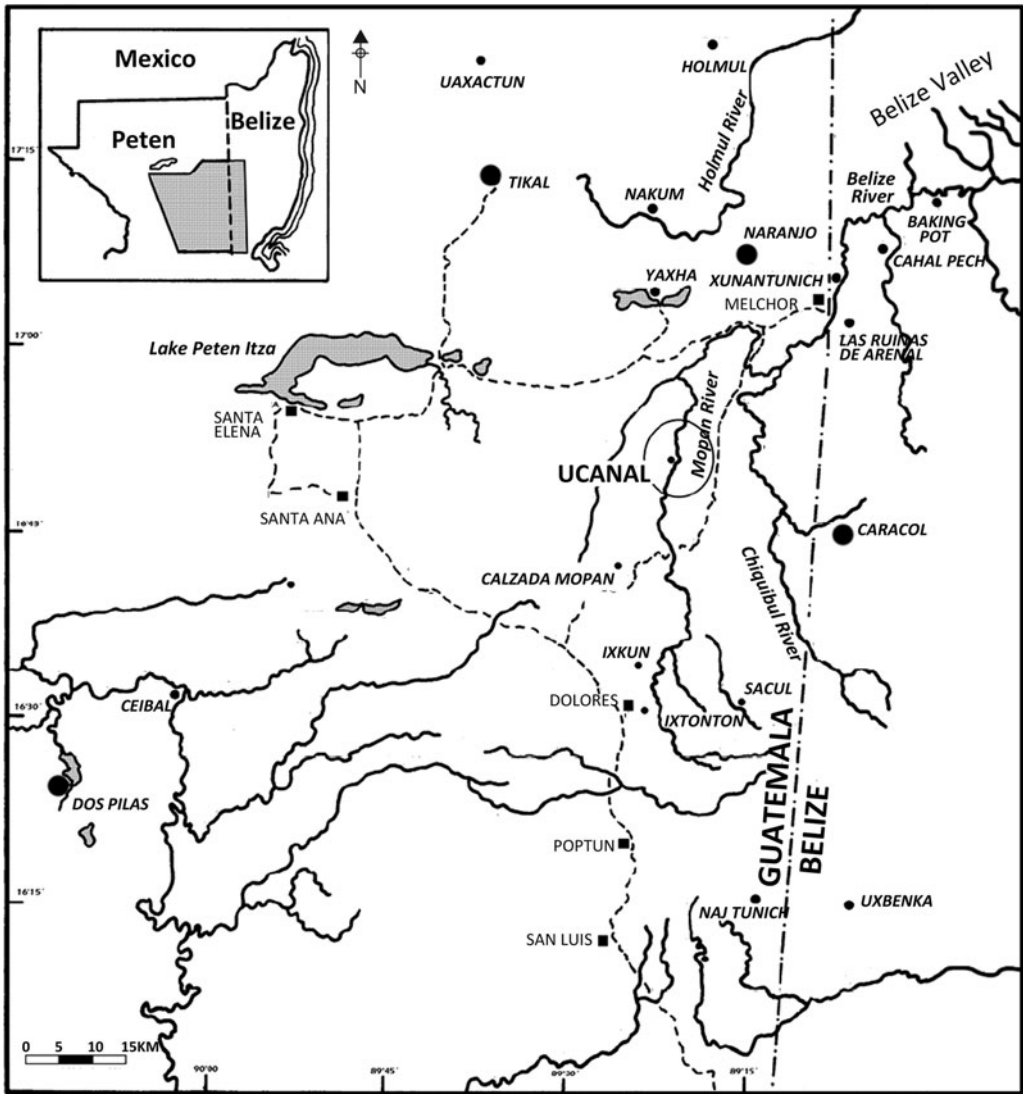 Mexico
Peten
Belize
N
UAXACTUN
HOLMUL
Holmul River
Belize Valley
17°15´
TIKAL
NAKUM
Belize
River
BAKING
POT
NARANJO
CAHAL PECH
YAXHA
XUNANTUNICH
MELCHOR
17°00
Lake Peten Itza
LAS RUINAS
DE ARENAL
SANTA
ELENA
Mopan River
UCANAL
SANTA ANA
16°49´
CARACOL
CALZADA MOPAN
Chiquibul River
IXKUN
CEIBAL
DOLORES
SACUL
16°30´
IXTONTON
DOS PILAS
GUATEMALA
BELIZE
POPTUN
16°15´
NAJ TUNICH
UXBENKA
SAN LUIS
0 5 10 15KM
90°00
89°45
89°30
89°15